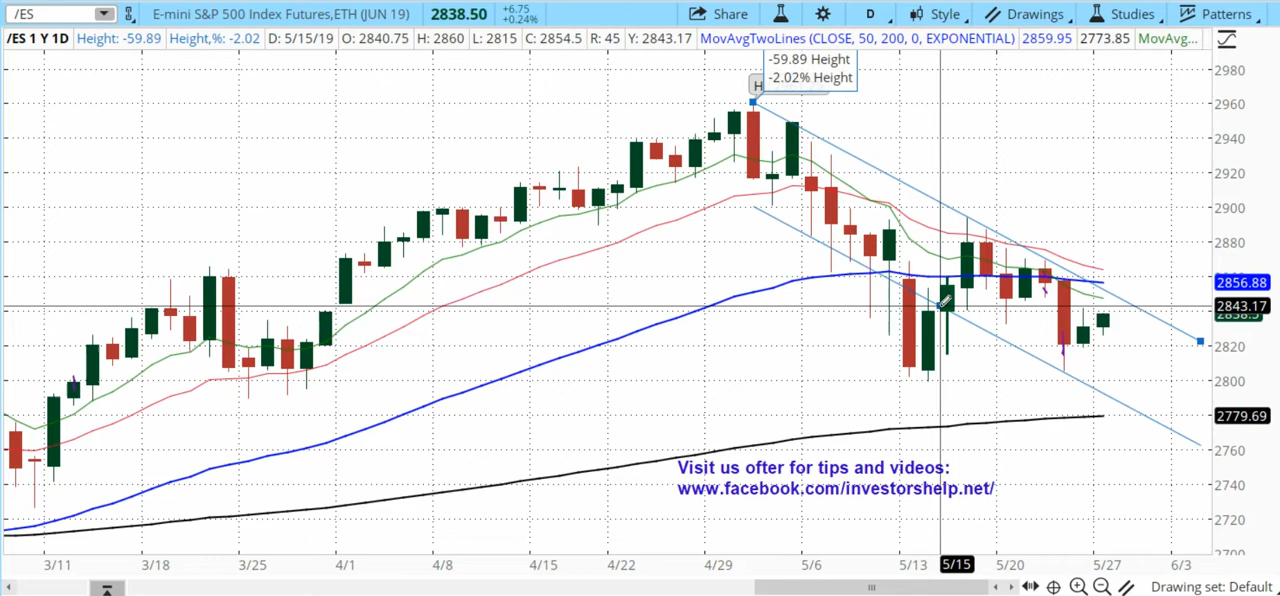 /ES E-mini S&P 500 Index Futures,ETH (JUN 19) 2838.50 +6.75 +0.24% Share D Style Drawings Studies Patterns
/ES 1 Y 1D Height: -59.89 Height,%: -2.02 D: 5/15/19 O: 2840.75 H: 2860 L: 2815 C: 2854.5 R: 45 Y: 2843.17 MovAvgTwoLines (CLOSE, 50, 200, 0, EXPONENTIAL) 2859.95 2773.85 MovAvg...
-59.89 Height
-2.02% Height
H
2980
2960
2940
2920
2900
2880
2856.88
2843.17
2838.5
2820
2800
2779.69
2760
2740
2720
2700
Visit us ofter for tips and videos:
www.facebook.com/investorshelp.net/
3/11 3/18 3/25 4/1 4/8 4/15 4/22 4/29 5/6 5/13 5/15 5/20 5/27 6/3
Drawing set: Default